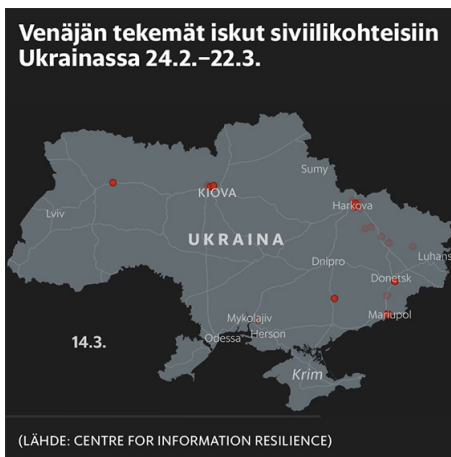 Venäjän tekemät iskut siviilikohteisiin
Ukrainassa 24.2.–22.3.
Sumy
KIOVA
Harkova
Lviv
UKRAINA
Luhans
Dnipro
Donetsk
Mykolajiv
Mariupol
Odessa
Herson
14.3.
Krim
(LÄHDE: CENTRE FOR INFORMATION RESILIENCE)